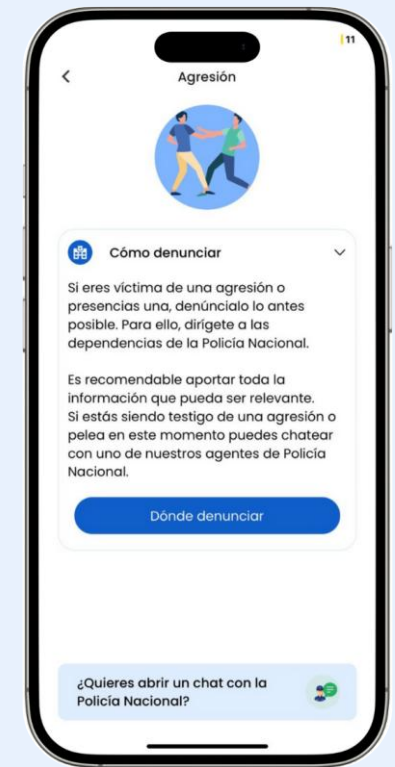 11
Agresión
Cómo denunciar
Si eres víctima de una agresión o
presencias una, denúncialo lo antes
posible. Para ello, dirígete a las
dependencias de la Policía Nacional.
Es recomendable aportar toda la
información que pueda ser relevante.
Si estás siendo testigo de una agresión o
pelea en este momento puedes chatear
con uno de nuestros agentes de Policía
Nacional.
Dónde denunciar
¿Quieres abrir un chat con la
Policía Nacional?